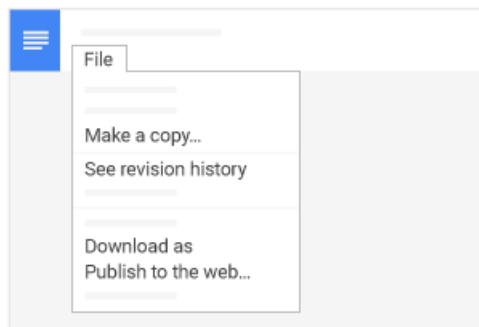 File
Make a copy...
See revision history
Download as
Publish to the web...